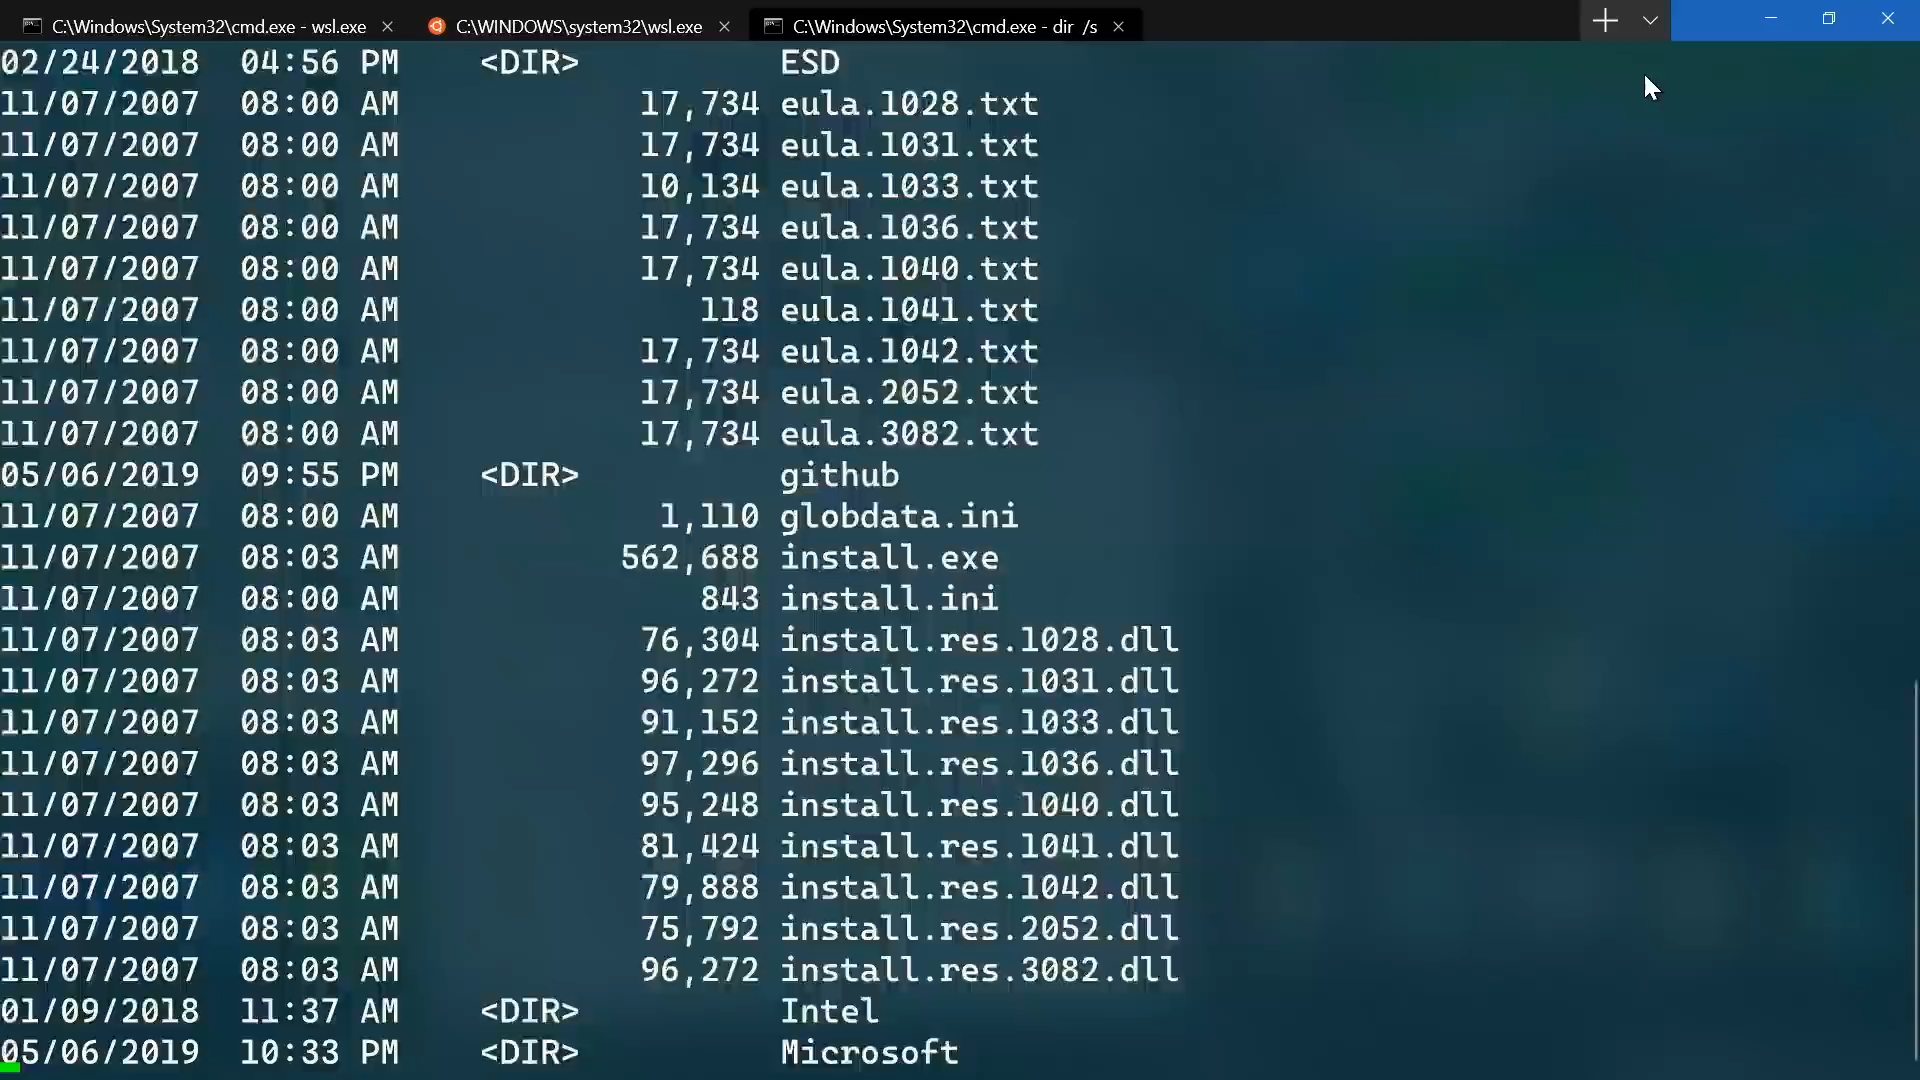 C:\Windows\System32\cmd.exe - wsl.exe C:\WINDOWS\system32\wsl.exe C:\Windows\System32\cmd.exe - dir /s
02/24/2018 04:56 PM <DIR> ESD
11/07/2007 08:00 AM 17,734 eula.1028.txt
11/07/2007 08:00 AM 17,734 eula.1031.txt
11/07/2007 08:00 AM 10,134 eula.1033.txt
11/07/2007 08:00 AM 17,734 eula.1036.txt
11/07/2007 08:00 AM 17,734 eula.1040.txt
11/07/2007 08:00 AM 118 eula.1041.txt
11/07/2007 08:00 AM 17,734 eula.1042.txt
11/07/2007 08:00 AM 17,734 eula.2052.txt
11/07/2007 08:00 AM 17,734 eula.3082.txt
05/06/2019 09:55 PM <DIR> github
11/07/2007 08:00 AM 1,110 globdata.ini
11/07/2007 08:03 AM 562,688 install.exe
11/07/2007 08:00 AM 843 install.ini
11/07/2007 08:03 AM 76,304 install.res.1028.dll
11/07/2007 08:03 AM 96,272 install.res.1031.dll
11/07/2007 08:03 AM 91,152 install.res.1033.dll
11/07/2007 08:03 AM 97,296 install.res.1036.dll
11/07/2007 08:03 AM 95,248 install.res.1040.dll
11/07/2007 08:03 AM 81,424 install.res.1041.dll
11/07/2007 08:03 AM 79,888 install.res.1042.dll
11/07/2007 08:03 AM 75,792 install.res.2052.dll
11/07/2007 08:03 AM 96,272 install.res.3082.dll
01/09/2018 11:37 AM <DIR> Intel
05/06/2019 10:33 PM <DIR> Microsoft